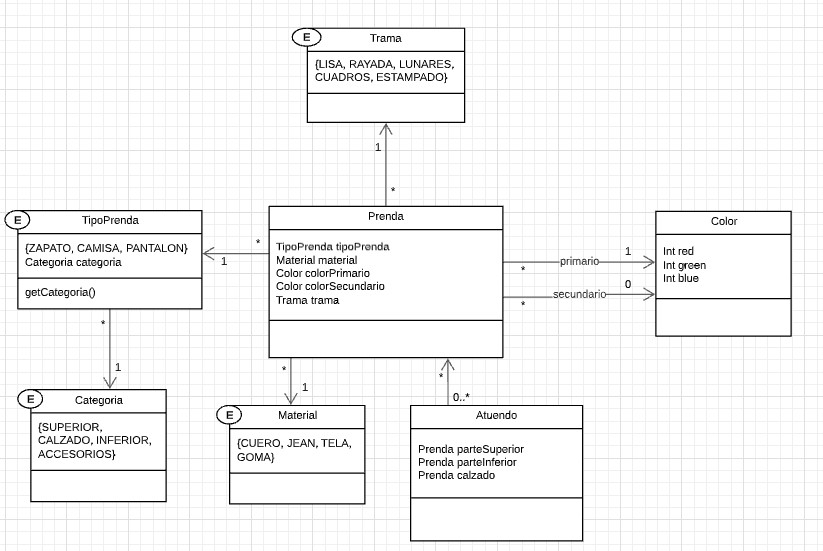 E
Trama
{LISA, RAYADA, LUNARES,
CUADROS, ESTAMPADO}
1
*
E
TipoPrenda
{ZAPATO, CAMISA, PANTALON}
Categoria categoria
getCategoria()
*
1
Prenda
TipoPrenda tipoPrenda
Material material
Color colorPrimario
Color colorSecundario
Trama trama
primario
1
*
secundario
0
*
Color
Int red
Int green
Int blue
*
1
E
Categoria
{SUPERIOR,
CALZADO, INFERIOR,
ACCESORIOS}
*
1
E
Material
{CUERO, JEAN, TELA,
GOMA}
*
0..*
Atuendo
Prenda parteSuperior
Prenda parteInferior
Prenda calzado